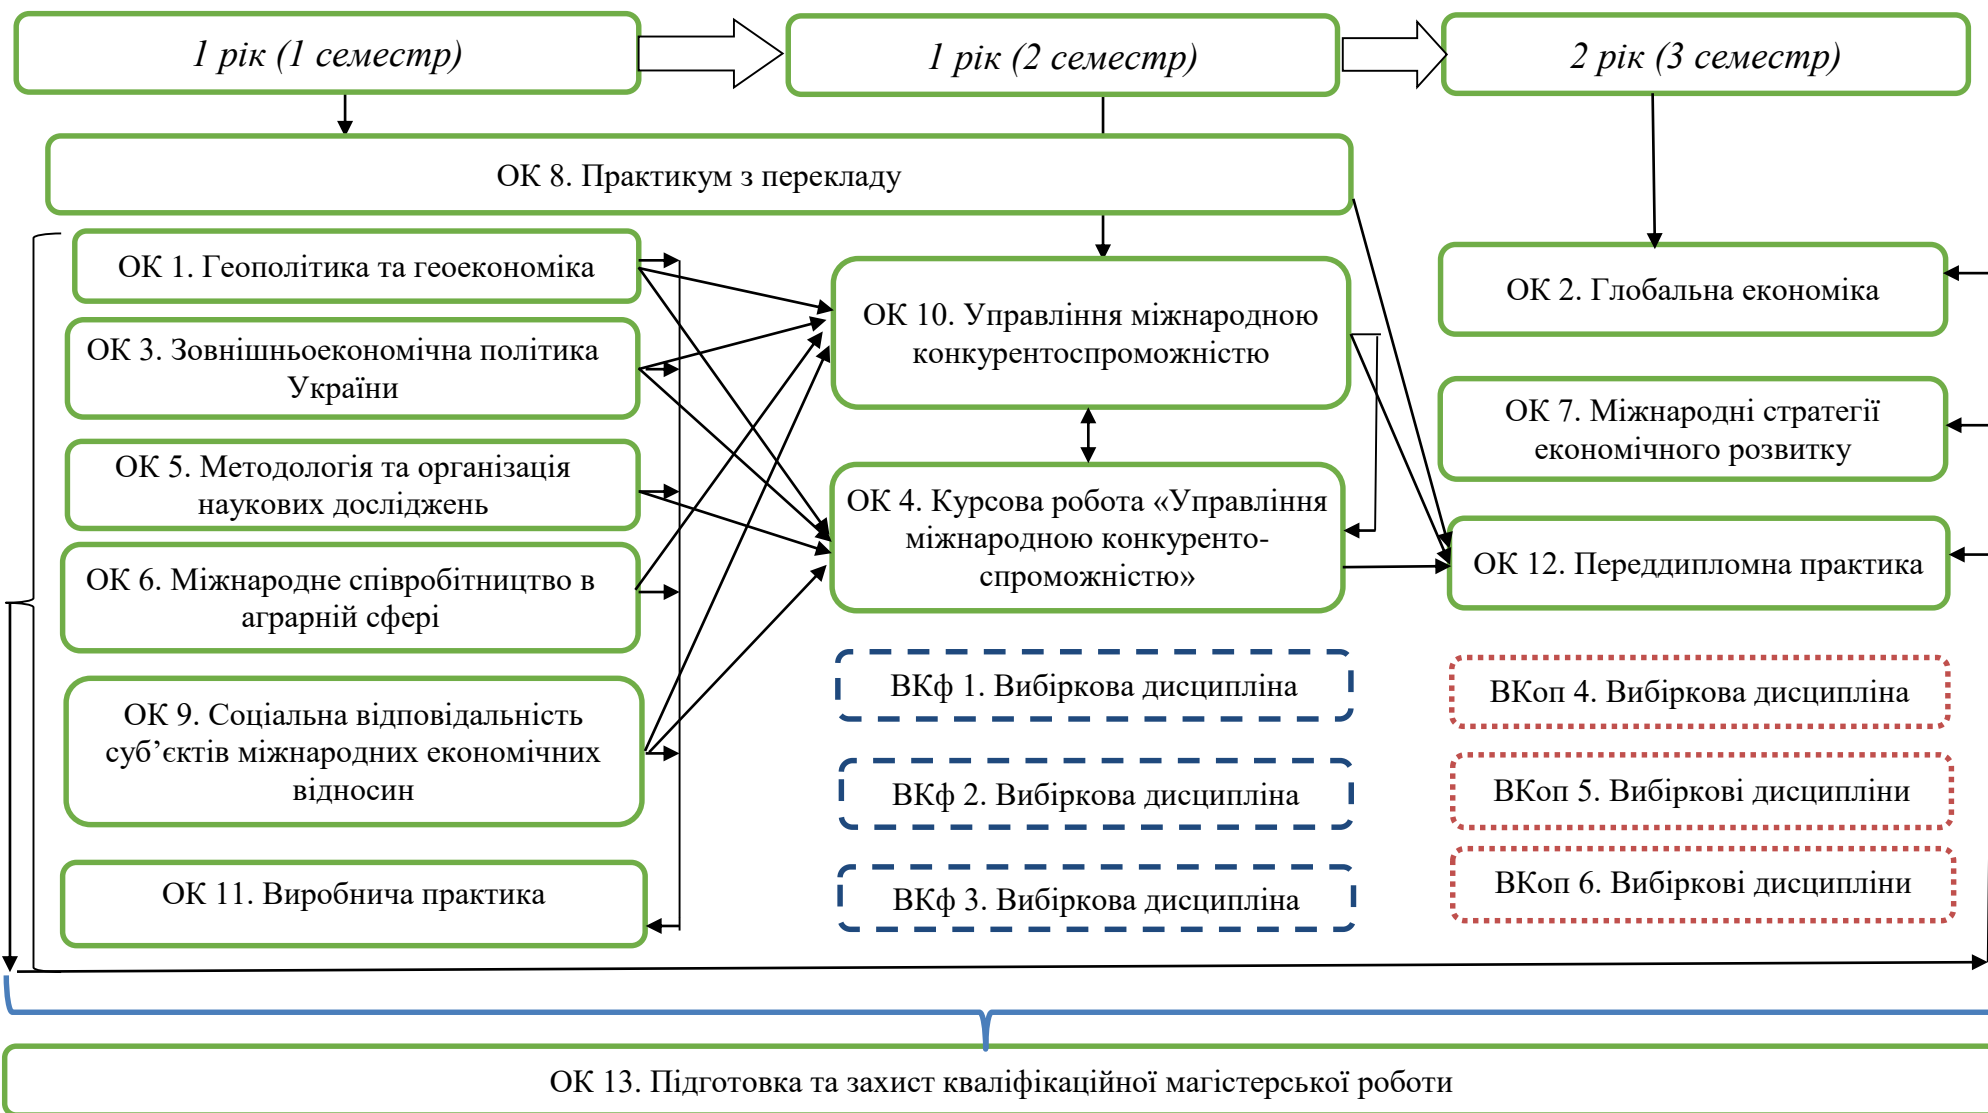 1 рік (1 семестр)
1 рік (2 семестр)
2 рік (3 семестр)
ОК 8. Практикум з перекладу
ОК 1. Геополітика та геоекономіка
ОК 3. Зовнішньоекономічна політика
України
ОК 5. Методологія та організація
наукових досліджень
ОК 6. Міжнародне співробітництво в
аграрній сфері
ОК 9. Соціальна відповідальність
суб’єктів міжнародних економічних
відносин
ОК 11. Виробнича практика
ОК 10. Управління міжнародною
конкурентоспроможністю
ОК 4. Курсова робота «Управління
міжнародною конкуренто-
спроможністю»
ВКф 1. Вибіркова дисципліна
ВКф 2. Вибіркова дисципліна
ВКф 3. Вибіркова дисципліна
ОК 2. Глобальна економіка
ОК 7. Міжнародні стратегії
економічного розвитку
ОК 12. Переддипломна практика
ВКоп 4. Вибіркова дисципліна
ВКоп 5. Вибіркові дисципліни
ВКоп 6. Вибіркові дисципліни
ОК 13. Підготовка та захист кваліфікаційної магістерської роботи